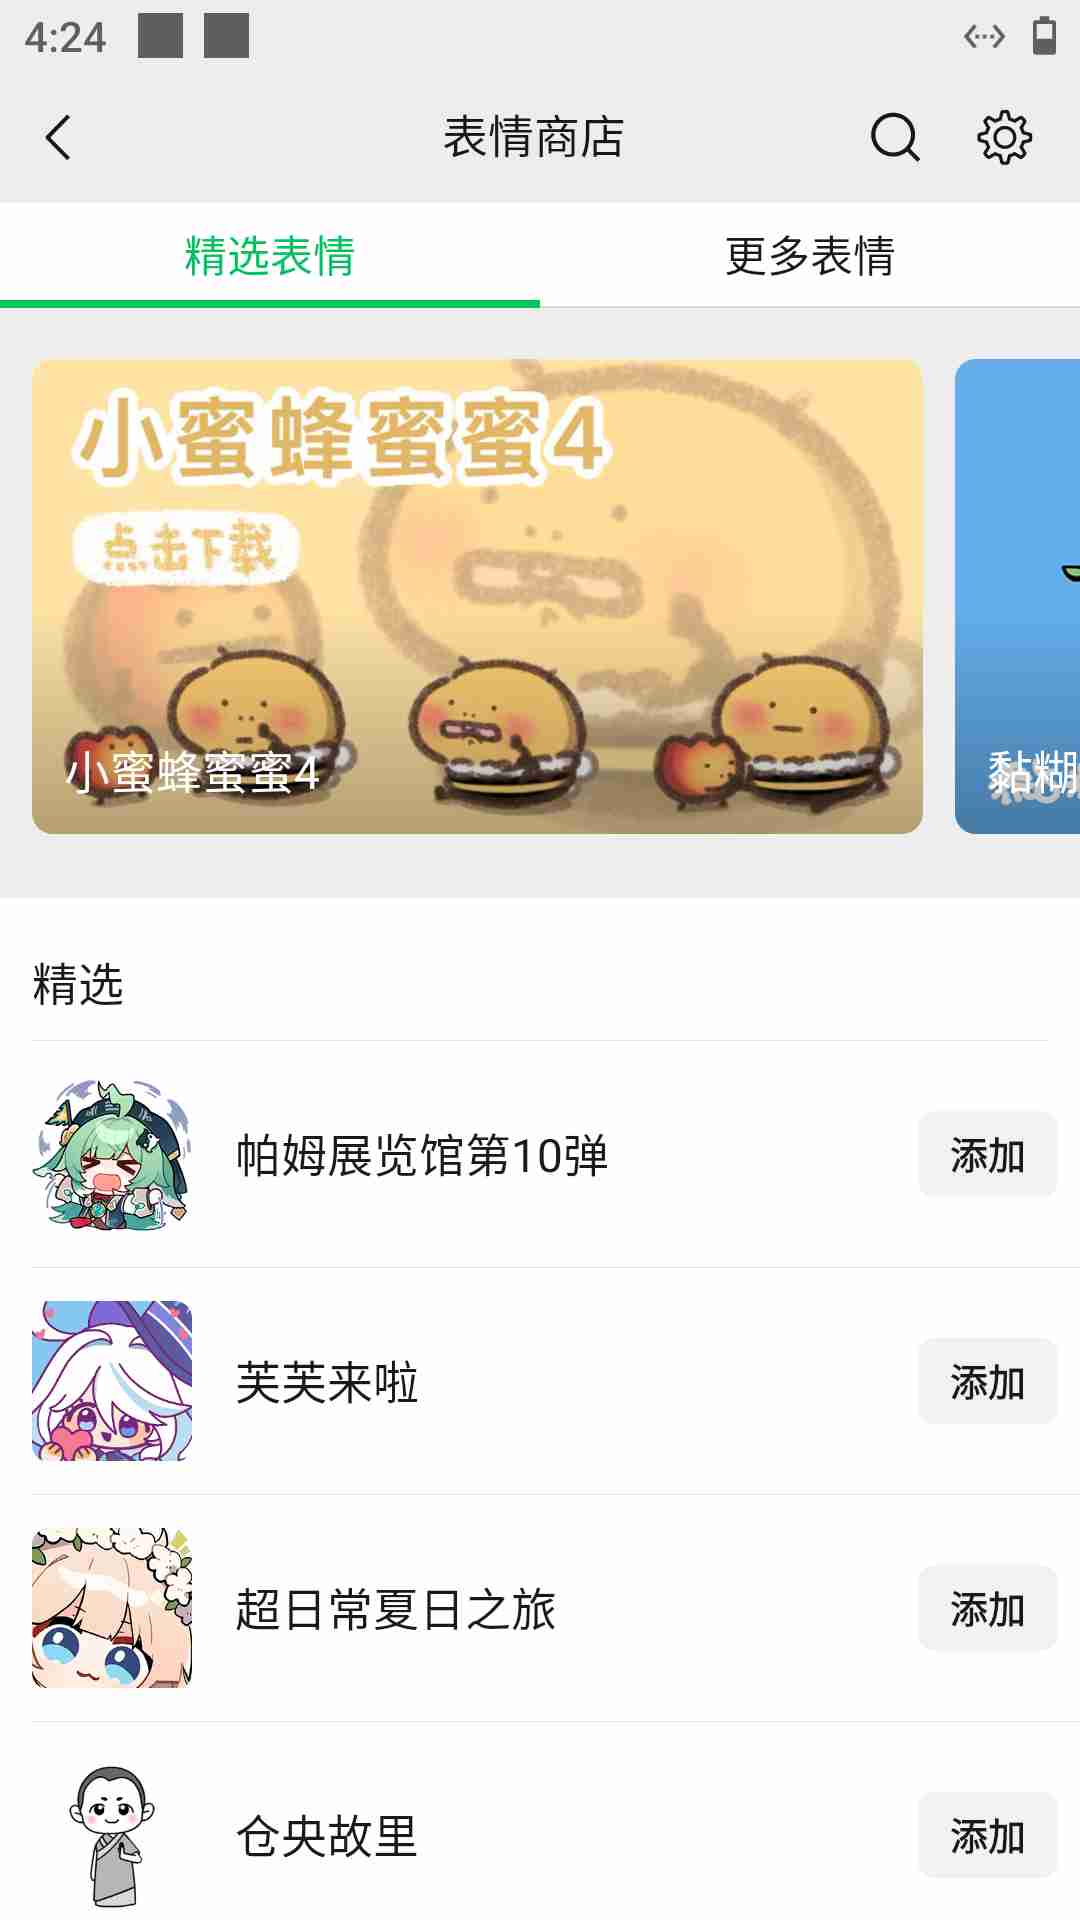 4:24
表情商店
精选表情
更多表情
小蜜蜂蜜蜜4
点击下载
小蜜蜂蜜蜜4
黏糊
精选
帕姆展览馆第10弹
添加
芙芙来啦
添加
超日常夏日之旅
添加
仓央故里
添加